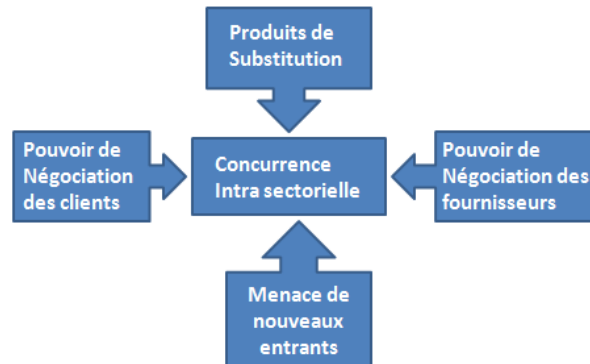 Produits de
Substitution
Pouvoir de
Négociation
des clients
Concurrence
Intra sectorielle
Pouvoir de
Négociation des
fournisseurs
Menace de
nouveaux
entrants